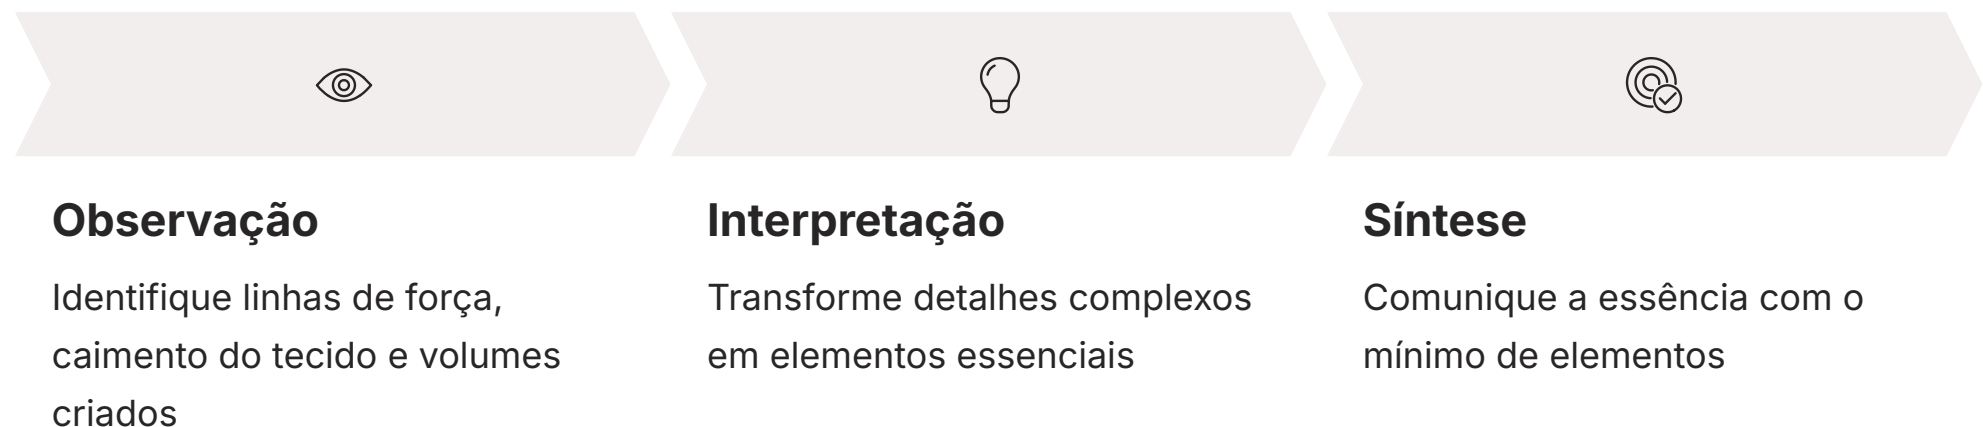 Observação
Identifique linhas de força,
caimento do tecido e volumes
criados
Interpretação
Transforme detalhes complexos
em elementos essenciais
Síntese
Comunique a essência com o
mínimo de elementos